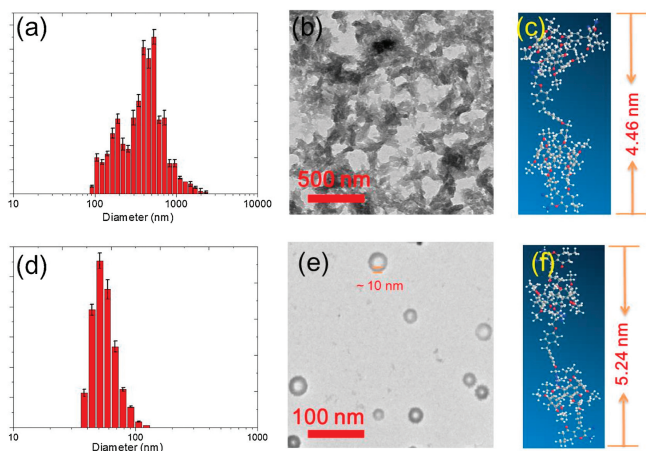 (a)
10
100
1000
10000
Diameter (nm)
(b)
500 nm
(c)
4.46 nm
(d)
10
100
1000
Diameter (nm)
(e)
~ 10 nm
100 nm
(f)
5.24 nm